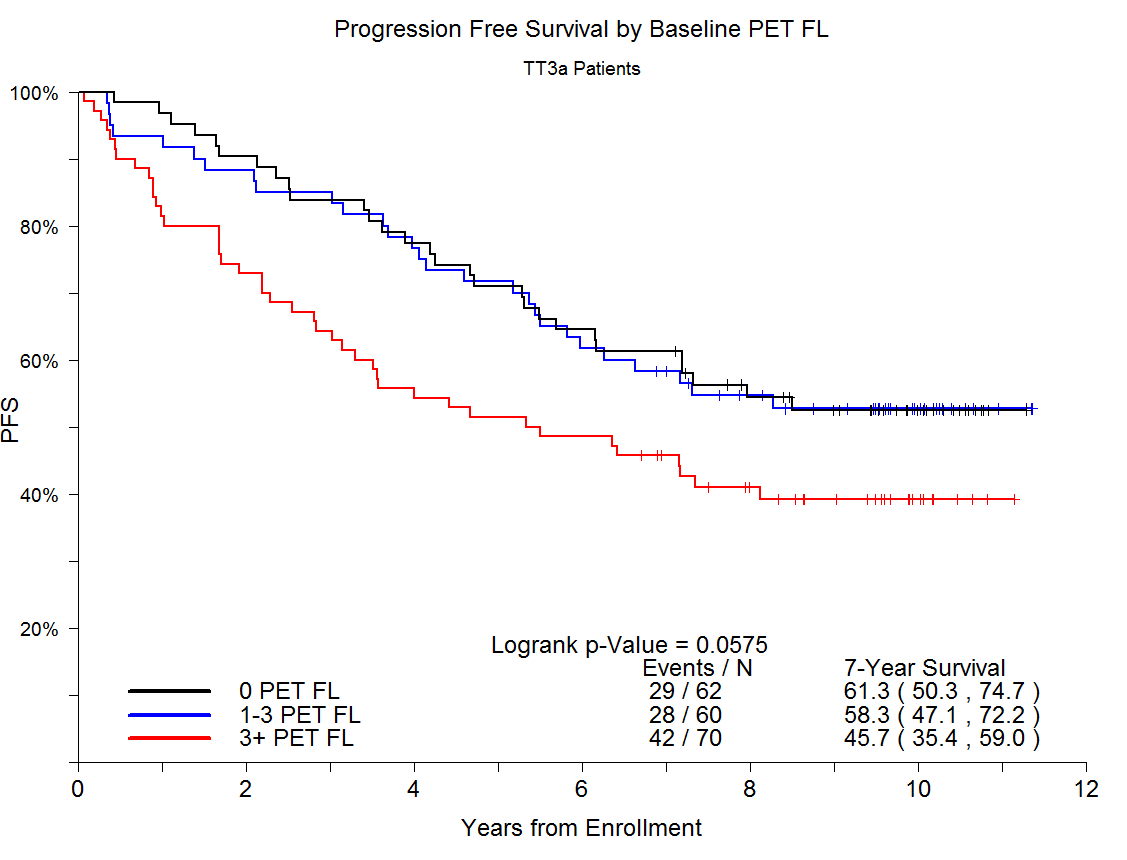 Progression Free Survival by Baseline PET FL
TT3a Patients
100%
80%
60%
40%
20%
PFS
Logrank p-Value = 0.0575
Events / N 7-Year Survival
0 PET FL 29 / 62 61.3 ( 50.3 , 74.7 )
1-3 PET FL 28 / 60 58.3 ( 47.1 , 72.2 )
3+ PET FL 42 / 70 45.7 ( 35.4 , 59.0 )
0 2 4 6 8 10 12
Years from Enrollment